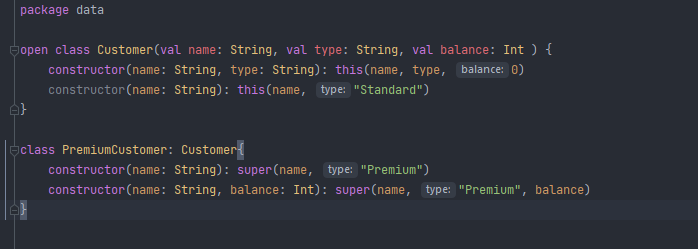 package data
open class Customer(val name: String, val type: String, val balance: Int ) {
constructor(name: String, type: String): this(name, type, balance: 0)
constructor(name: String): this(name, type: "Standard")
}
class PremiumCustomer: Customer{
constructor(name: String): super(name, type: "Premium")
constructor(name: String, balance: Int): super(name, type: "Premium", balance)
}